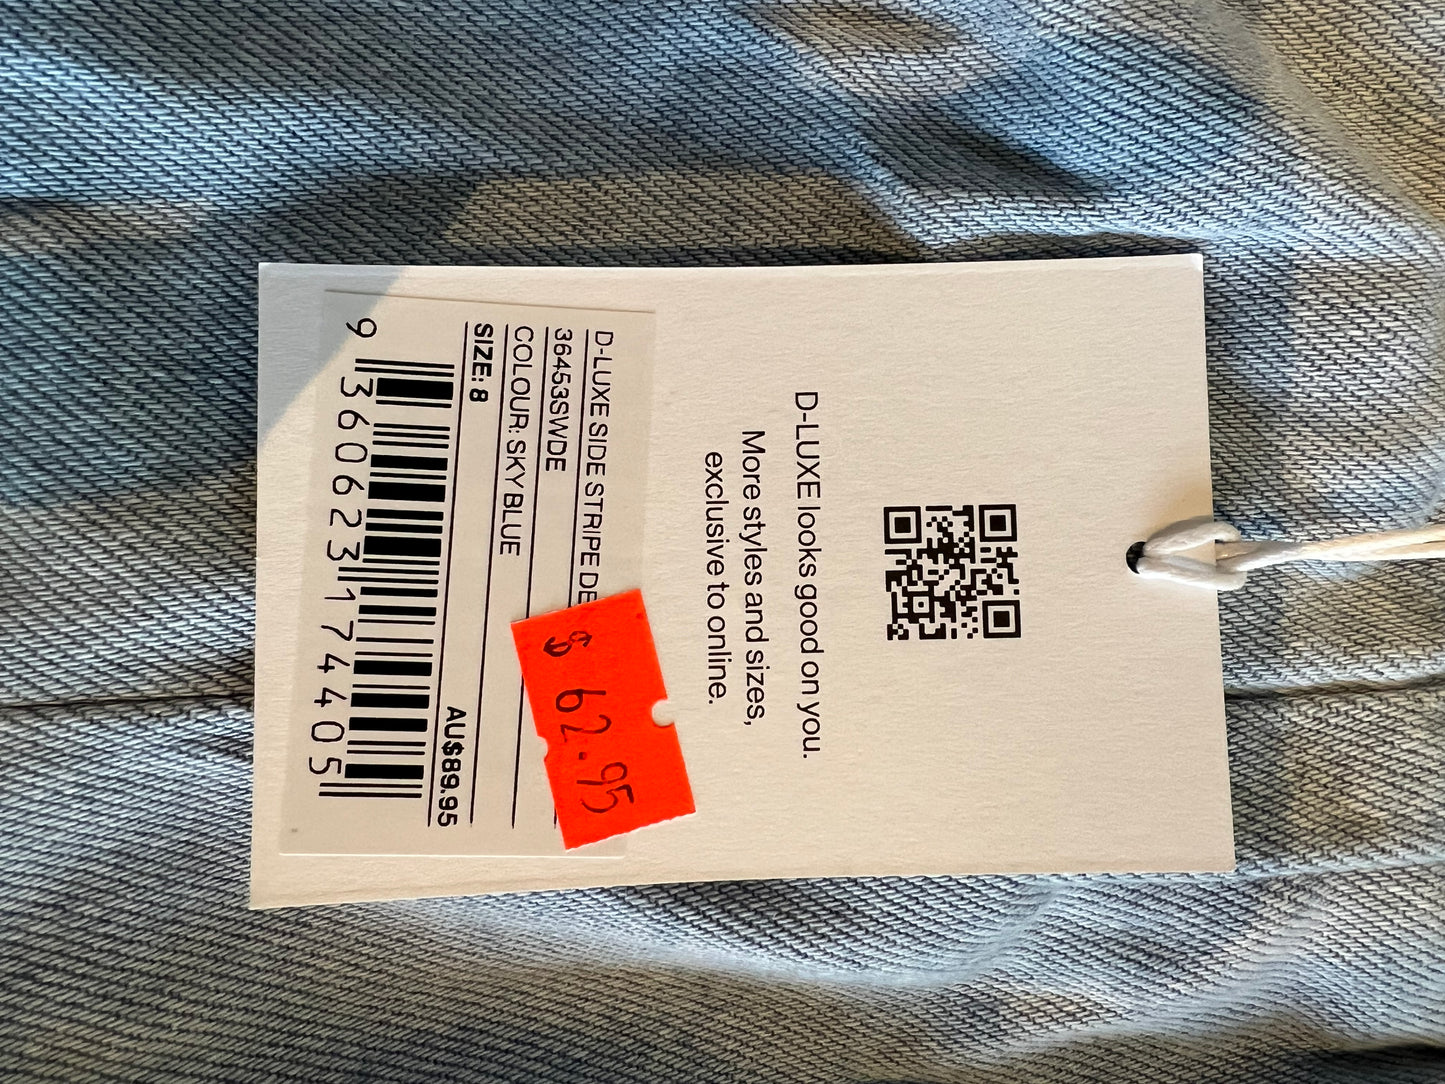 D-LUXE looks good on you.
More styles and sizes,
exclusive to online.
D-LUXE SIDE STRIPE DE
36453SWDE
COLOUR: SKY BLUE
SIZE: 8
AU$89.95
9 360623 174405
$ 62.95